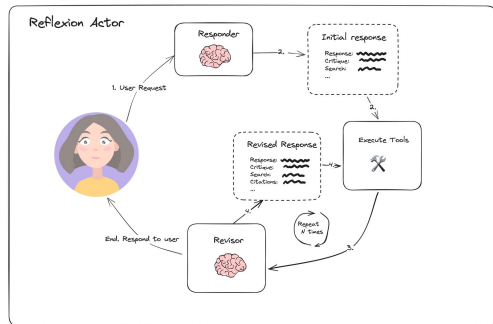 Reflexion Actor
Responder
Initial response
Response:
Critique:
Search:
...
1. User Request
2.
2.
Revised Response
Response:
Critique:
Search:
Citations:
...
Execute Tools
4.
4.
Repeat
N times
3.
End. Respond to user
Revisor